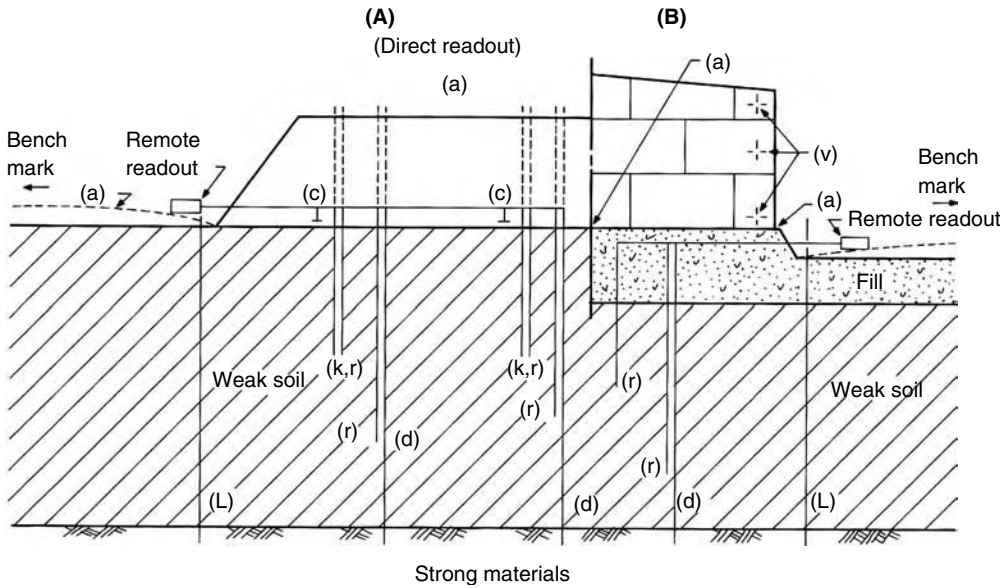 (A)
(B)
(Direct readout)
(a)
(a)
Bench mark
Remote readout
(v)
Bench mark
(a)
(c)
(c)
(a)
Remote readout
Fill
Weak soil
(k,r)
(k,r)
(r)
Weak soil
(r)
(d)
(r)
(r)
(L)
(d)
(d)
(L)
Strong materials